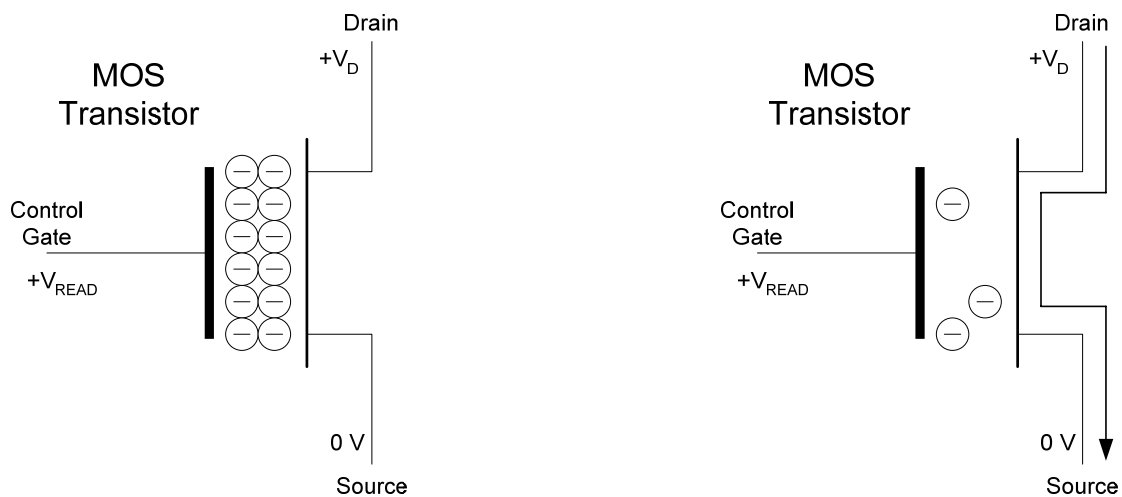 Drain
+V_D
MOS
Transistor
Control
Gate
+V_READ
0 V
Source
Drain
+V_D
MOS
Transistor
Control
Gate
+V_READ
0 V
Source